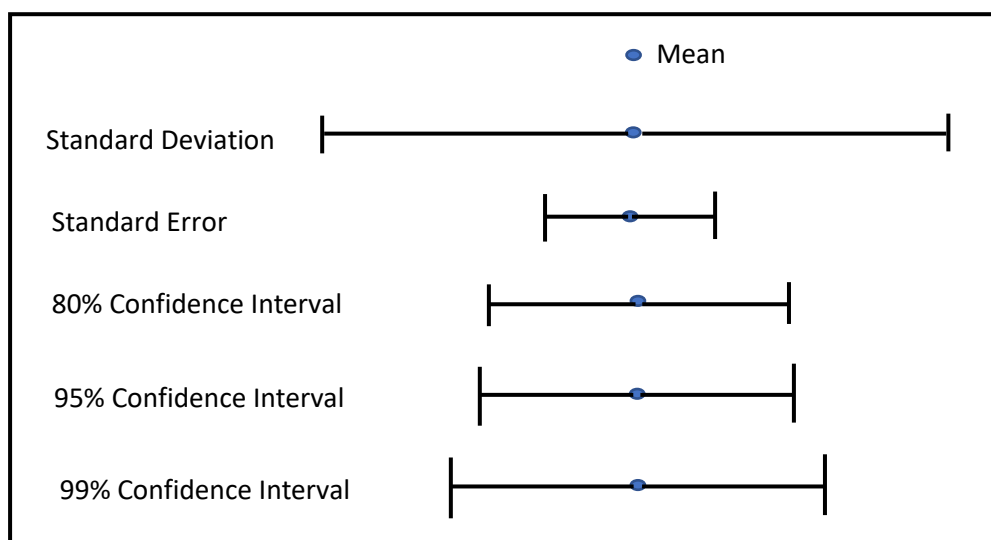 Mean
Standard Deviation
Standard Error
80% Confidence Interval
95% Confidence Interval
99% Confidence Interval